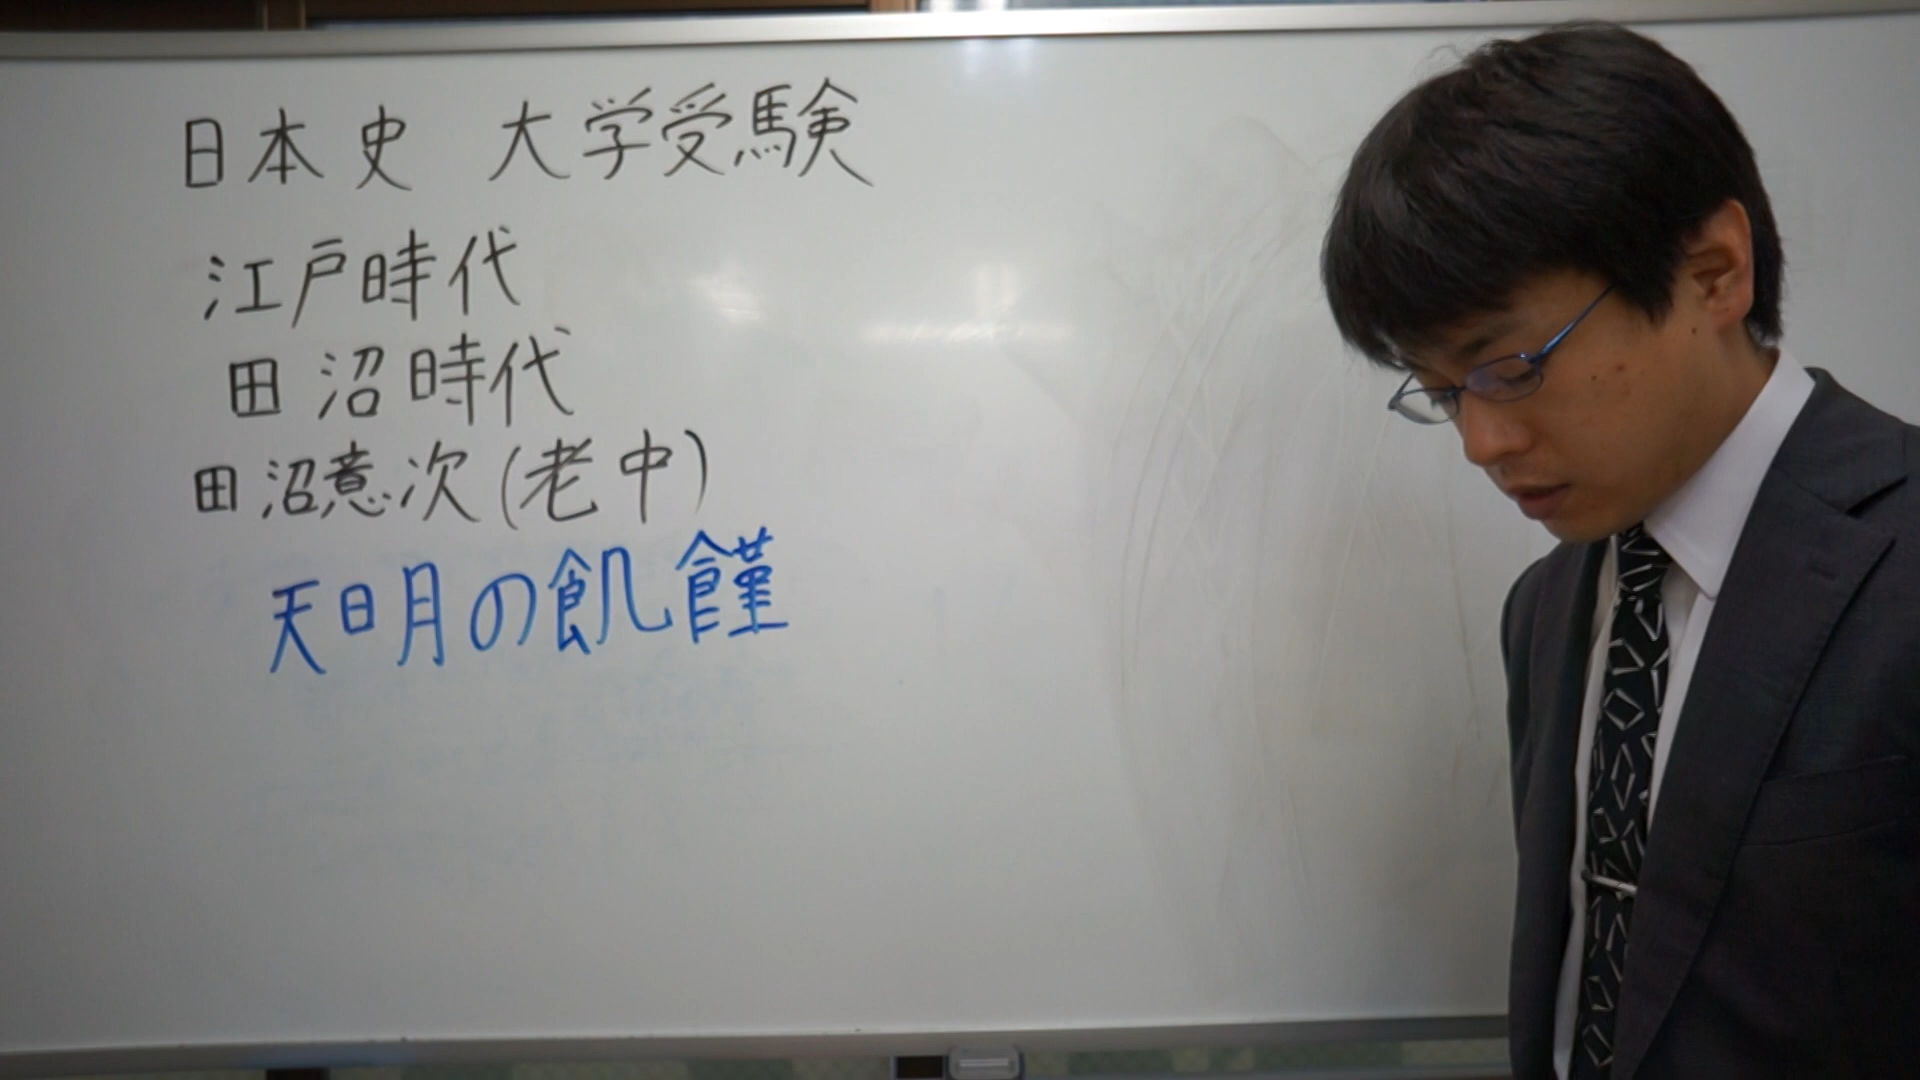 日本史 大学受験
江戸時代
田沼時代
田沼意次(老中)
天明の飢饉